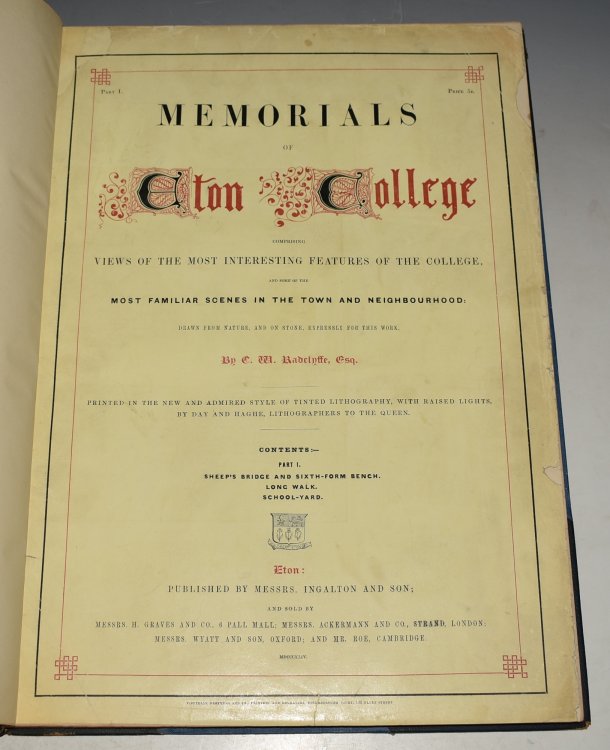 Part I.
Price 5s.
MEMORIALS
OF
Eton College
COMPRISING
VIEWS OF THE MOST INTERESTING FEATURES OF THE COLLEGE,
AND SOME OF THE
MOST FAMILIAR SCENES IN THE TOWN AND NEIGHBOURHOOD:
DRAWN FROM NATURE, AND ON STONE, EXPRESSLY FOR THIS WORK,
By C. W. Radclyffe, Esq.
PRINTED IN THE NEW AND ADMIRED STYLE OF TINTED LITHOGRAPHY, WITH RAISED LIGHTS,
BY DAY AND HAGHE, LITHOGRAPHERS TO THE QUEEN.
CONTENTS:—
PART I.
SHEEP'S BRIDGE AND SIXTH-FORM BENCH.
LONG WALK.
SCHOOL-YARD.
Eton:
PUBLISHED BY MESSRS. INGALTON AND SON;
AND SOLD BY
MESSRS. H. GRAVES AND CO., 6 PALL MALL; MESSRS. ACKERMANN AND CO., STRAND, LONDON;
MESSRS. WYATT AND SON, OXFORD; AND MR. ROE, CAMBRIDGE.